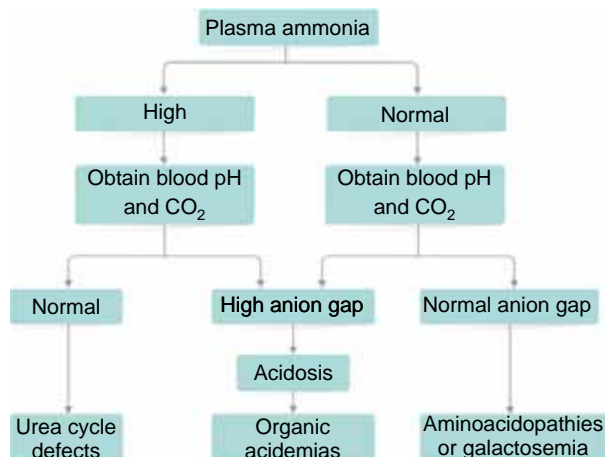 Plasma ammonia
High
Normal
Obtain blood pH
and CO₂
Obtain blood pH
and CO₂
Normal
High anion gap
Normal anion gap
Acidosis
Urea cycle
defects
Organic
acidemias
Aminoacidopathies
or galactosemia